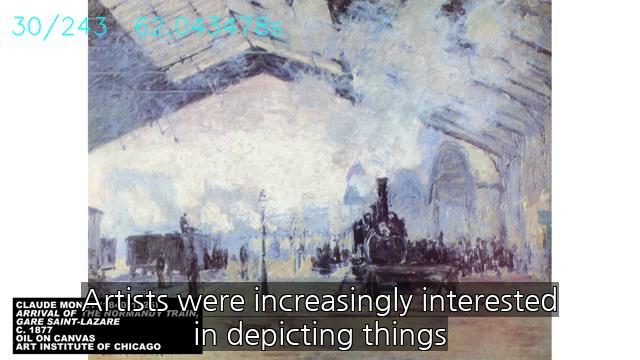 30/243 62.043478s
Artists were increasingly interested
in depicting things
CLAUDE MON
ARRIVAL OF THE NORMANDY TRAIN,
GARE SAINT-LAZARE
C. 1877
OIL ON CANVAS
ART INSTITUTE OF CHICAGO